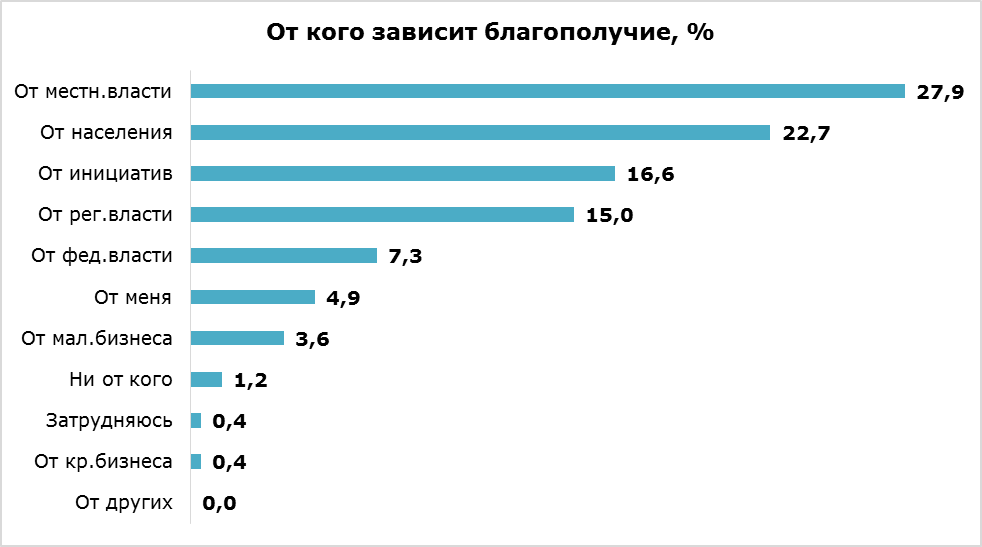 От кого зависит благополучие, %
От местн.власти 27,9
От населения 22,7
От инициатив 16,6
От рег.власти 15,0
От фед.власти 7,3
От меня 4,9
От мал.бизнеса 3,6
Ни от кого 1,2
Затрудняюсь 0,4
От кр.бизнеса 0,4
От других 0,0